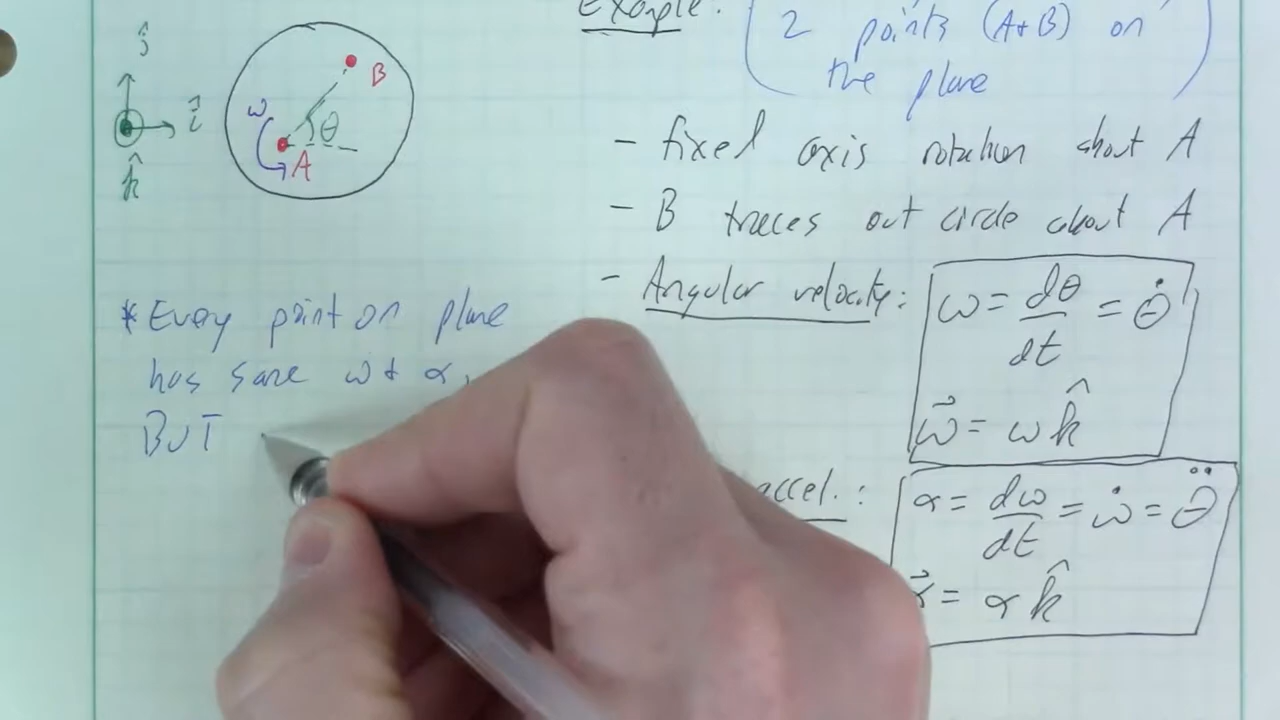 ĵ
î
k̂
ω
θ
A
B
Example:
2 points (A+B) on
the plane
- fixed axis rotation about A
- B traces out circle about A
- Angular velocity:
ω = dθ/dt = θ̇
ω⃗ = ω k̂
accel.:
α = dω/dt = ω̇ = θ̈
α⃗ = α k̂
* Every point on plane
has same ω + α,
BUT